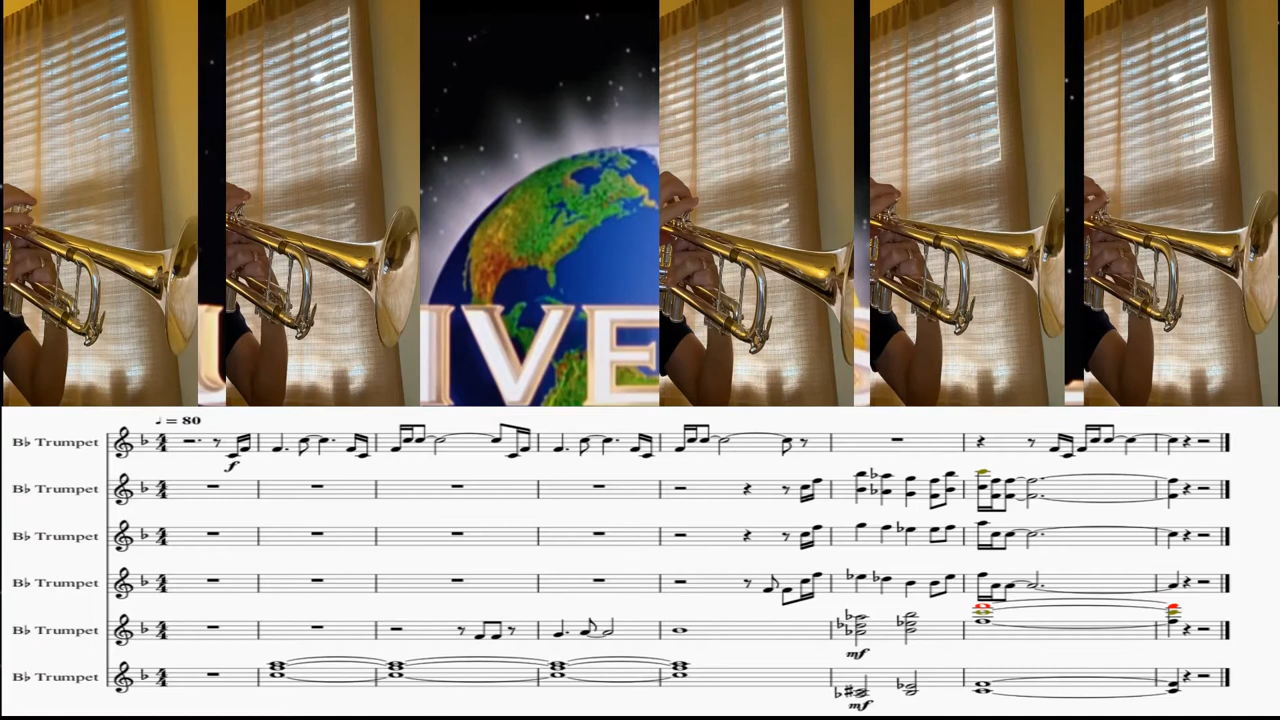 U
IVE
♩ = 80
B♭ Trumpet
f
B♭ Trumpet
B♭ Trumpet
B♭ Trumpet
B♭ Trumpet
mf
B♭ Trumpet
mf